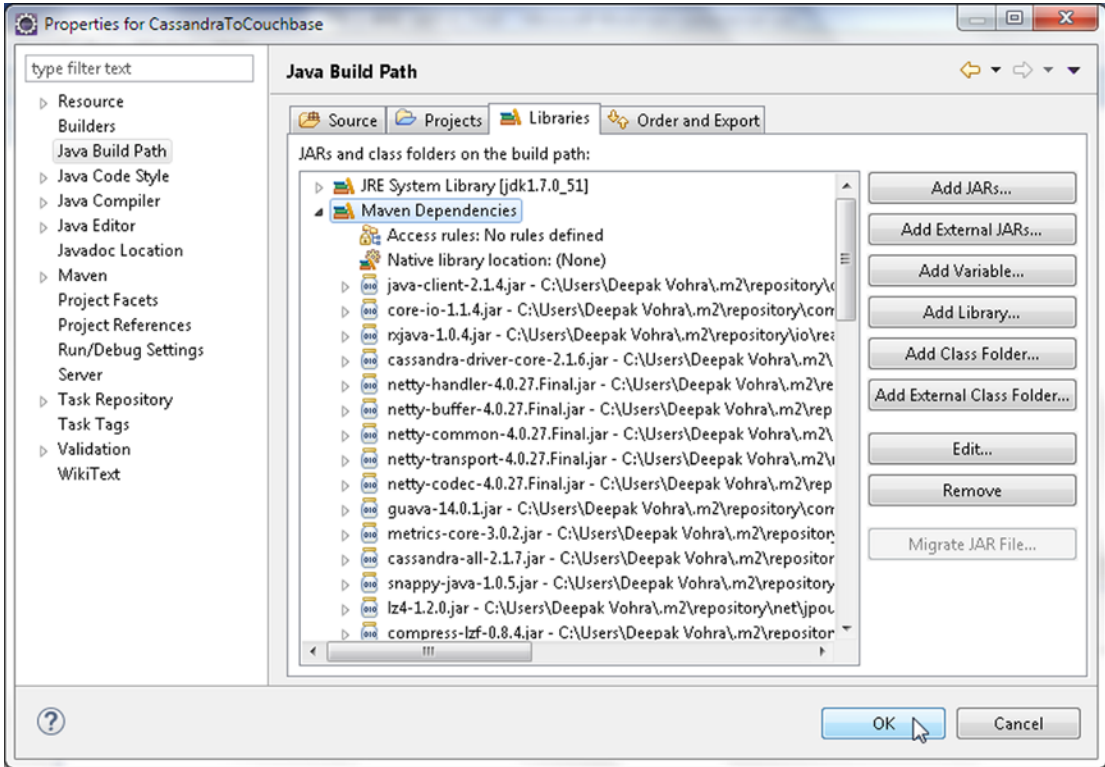 Properties for CassandraToCouchbase
type filter text
Resource
Builders
Java Build Path
Java Code Style
Java Compiler
Java Editor
Javadoc Location
Maven
Project Facets
Project References
Run/Debug Settings
Server
Task Repository
Task Tags
Validation
WikiText
Java Build Path
Source Projects Libraries Order and Export
JARs and class folders on the build path:
JRE System Library [jdk1.7.0_51]
Maven Dependencies
Access rules: No rules defined
Native library location: (None)
java-client-2.1.4.jar - C:\Users\Deepak Vohra\.m2\repository\c
core-io-1.1.4.jar - C:\Users\Deepak Vohra\.m2\repository\com
rxjava-1.0.4.jar - C:\Users\Deepak Vohra\.m2\repository\io\rea
cassandra-driver-core-2.1.6.jar - C:\Users\Deepak Vohra\.m2\
netty-handler-4.0.27.Final.jar - C:\Users\Deepak Vohra\.m2\re
netty-buffer-4.0.27.Final.jar - C:\Users\Deepak Vohra\.m2\rep
netty-common-4.0.27.Final.jar - C:\Users\Deepak Vohra\.m2\
netty-transport-4.0.27.Final.jar - C:\Users\Deepak Vohra\.m2\r
netty-codec-4.0.27.Final.jar - C:\Users\Deepak Vohra\.m2\rep
guava-14.0.1.jar - C:\Users\Deepak Vohra\.m2\repository\com
metrics-core-3.0.2.jar - C:\Users\Deepak Vohra\.m2\repository
cassandra-all-2.1.7.jar - C:\Users\Deepak Vohra\.m2\repositor
snappy-java-1.0.5.jar - C:\Users\Deepak Vohra\.m2\repository
lz4-1.2.0.jar - C:\Users\Deepak Vohra\.m2\repository\net\jpou
compress-lzf-0.8.4.jar - C:\Users\Deepak Vohra\.m2\repositor
Add JARs...
Add External JARs...
Add Variable...
Add Library...
Add Class Folder...
Add External Class Folder...
Edit...
Remove
Migrate JAR File...
OK Cancel